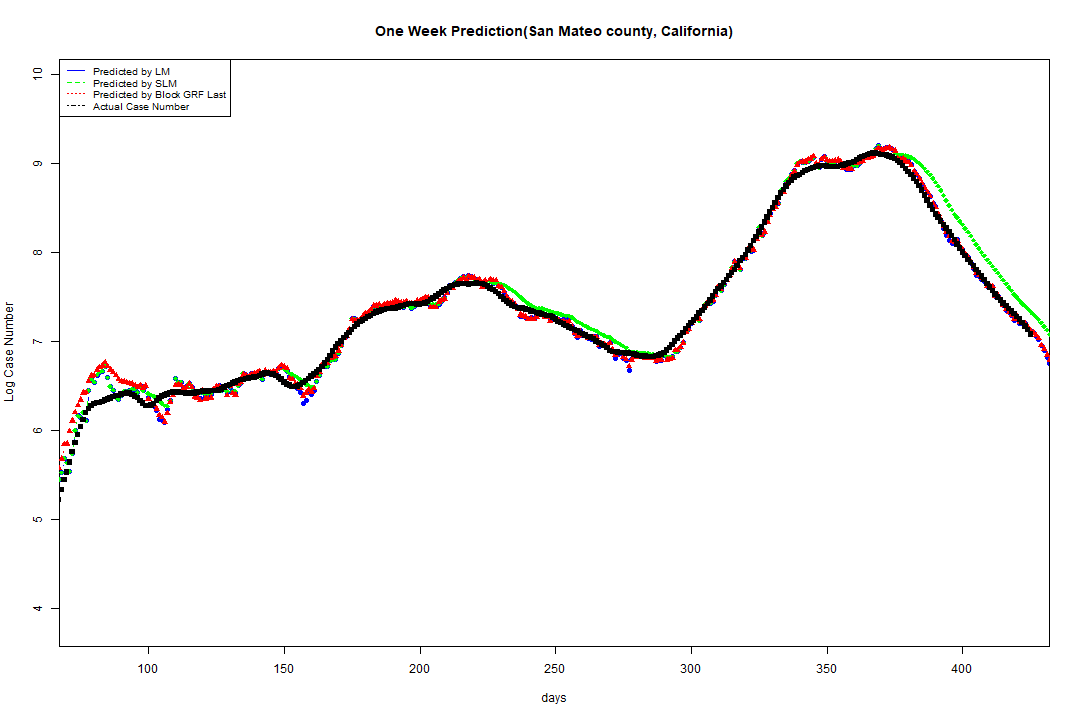 One Week Prediction(San Mateo county, California)
Predicted by LM
Predicted by SLM
Predicted by Block GRF Last
Actual Case Number
10
9
8
7
6
5
4
Log Case Number
100 150 200 250 300 350 400
days